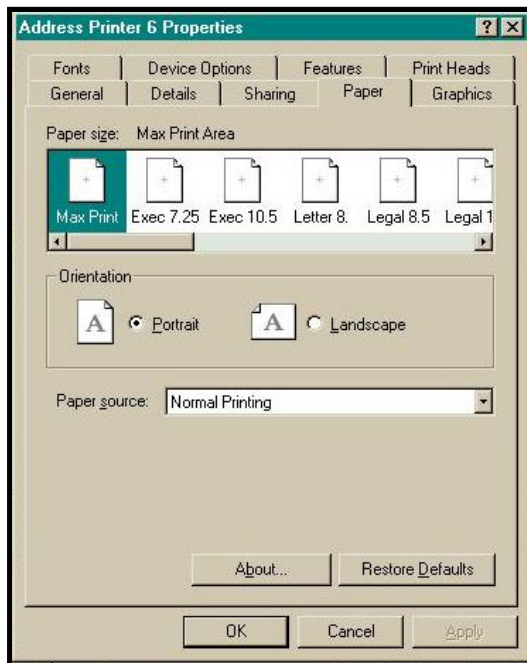 Address Printer 6 Properties
Fonts Device Options Features Print Heads
General Details Sharing Paper Graphics
Paper size: Max Print Area
Max Print Exec 7.25 Exec 10.5 Letter 8. Legal 8.5 Legal 1
Orientation
A Portrait A Landscape
Paper source: Normal Printing
About... Restore Defaults
OK Cancel Apply